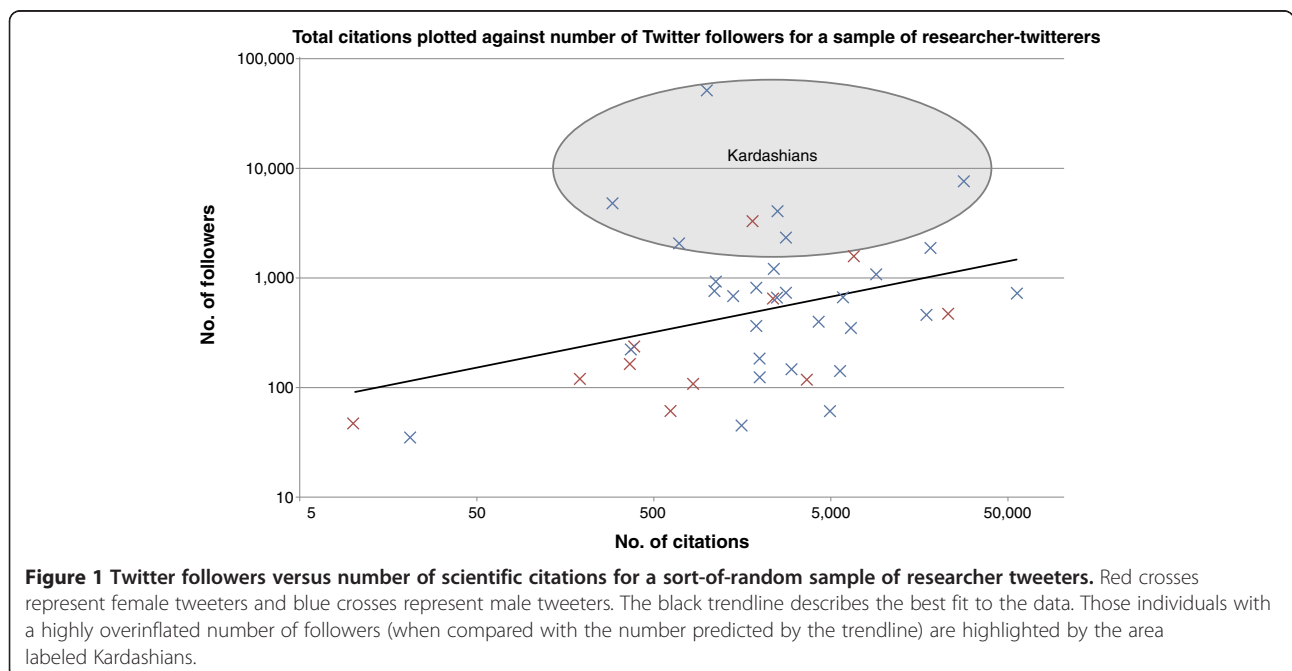 Total citations plotted against number of Twitter followers for a sample of researcher-twitterers
100,000
10,000
1,000
100
10
No. of followers
Kardashians
5
50
500
5,000
50,000
No. of citations
Figure 1 Twitter followers versus number of scientific citations for a sort-of-random sample of researcher tweeters. Red crosses
represent female tweeters and blue crosses represent male tweeters. The black trendline describes the best fit to the data. Those individuals with
a highly overinflated number of followers (when compared with the number predicted by the trendline) are highlighted by the area
labeled Kardashians.